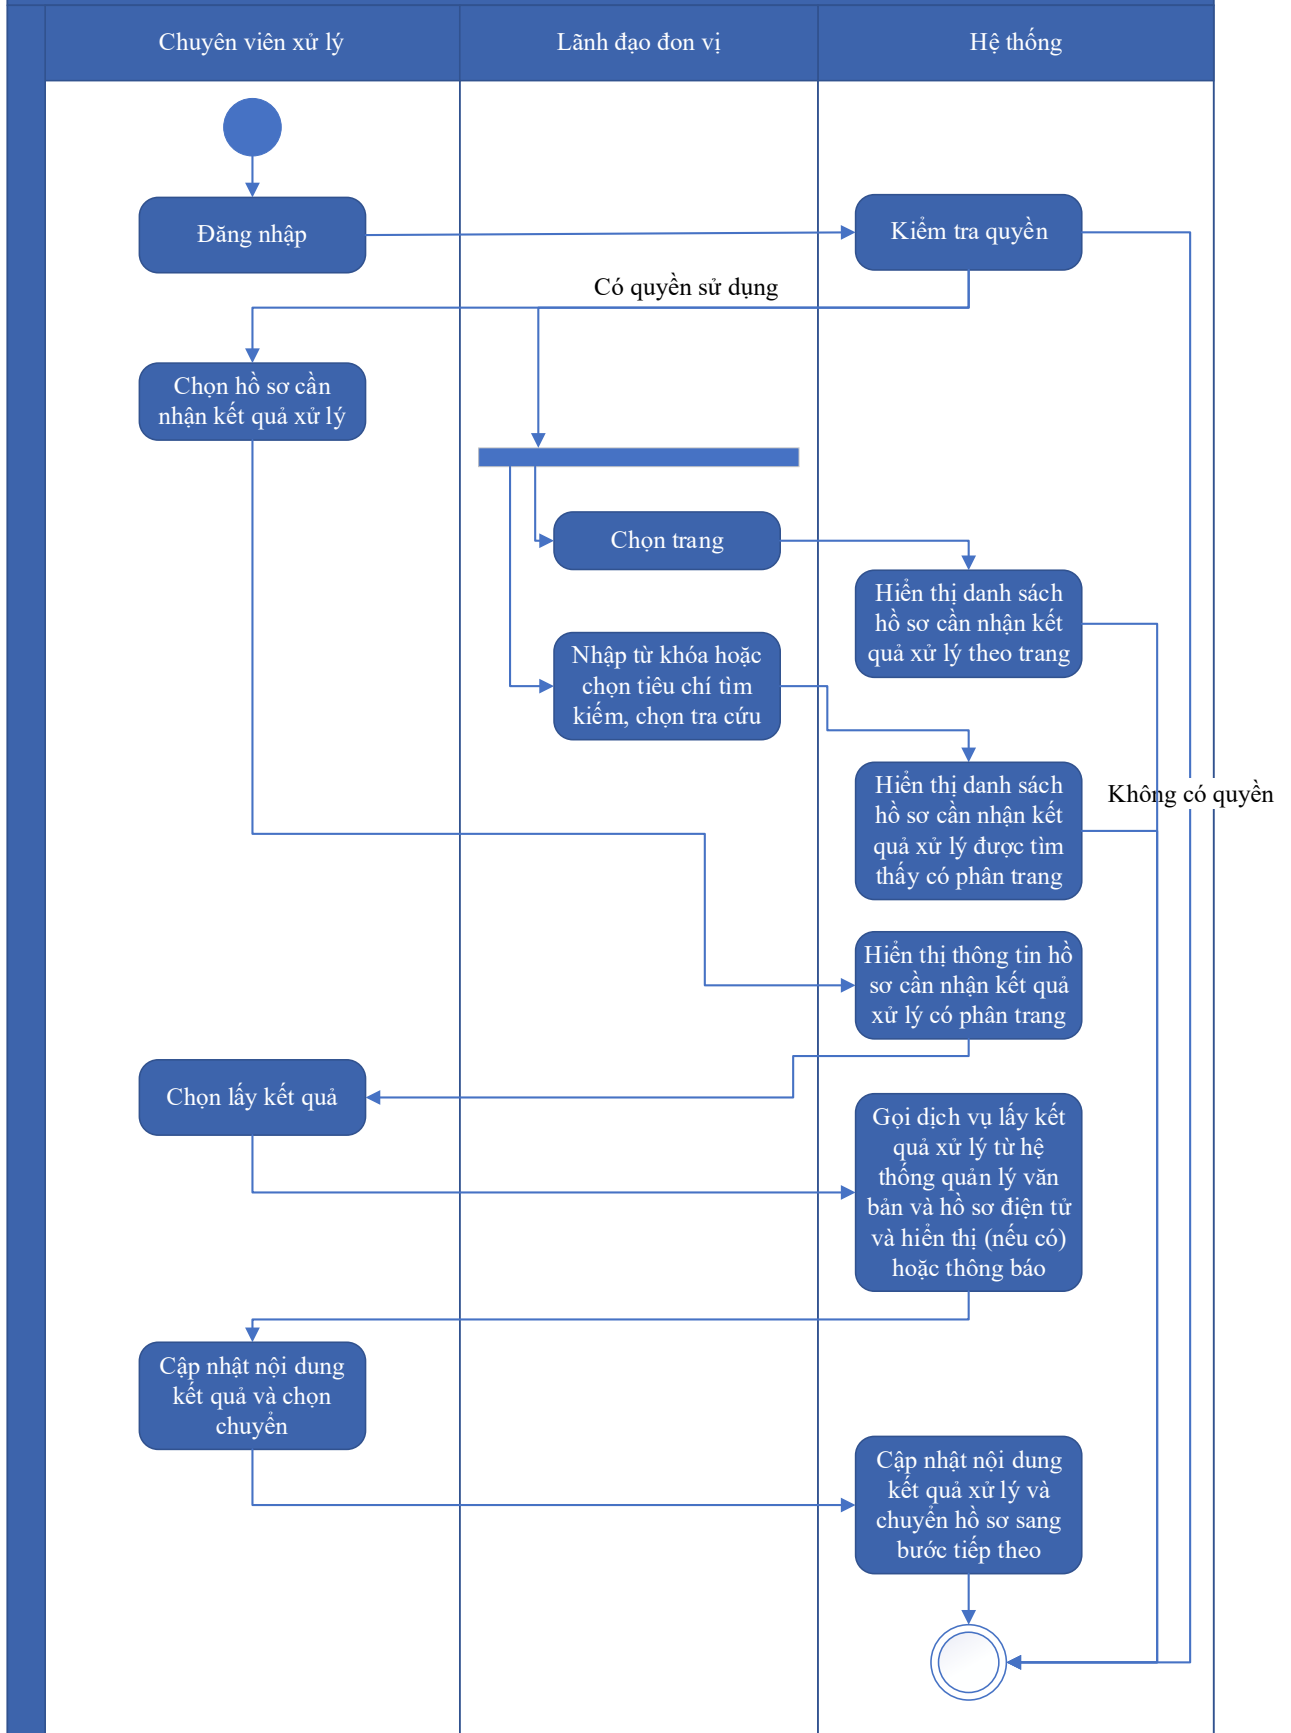 Chuyên viên xử lý
Lãnh đạo đơn vị
Hệ thống
Đăng nhập
Kiểm tra quyền
Có quyền sử dụng
Chọn hồ sơ cần
nhận kết quả xử lý
Chọn trang
Hiển thị danh sách
hồ sơ cần nhận kết
quả xử lý theo trang
Nhập từ khóa hoặc
chọn tiêu chí tìm
kiếm, chọn tra cứu
Hiển thị danh sách
hồ sơ cần nhận kết
quả xử lý được tìm
thấy có phân trang
Không có quyền
Hiển thị thông tin hồ
sơ cần nhận kết quả
xử lý có phân trang
Chọn lấy kết quả
Gọi dịch vụ lấy kết
quả xử lý từ hệ
thống quản lý văn
bản và hồ sơ điện tử
và hiển thị (nếu có)
hoặc thông báo
Cập nhật nội dung
kết quả và chọn
chuyển
Cập nhật nội dung
kết quả xử lý và
chuyển hồ sơ sang
bước tiếp theo